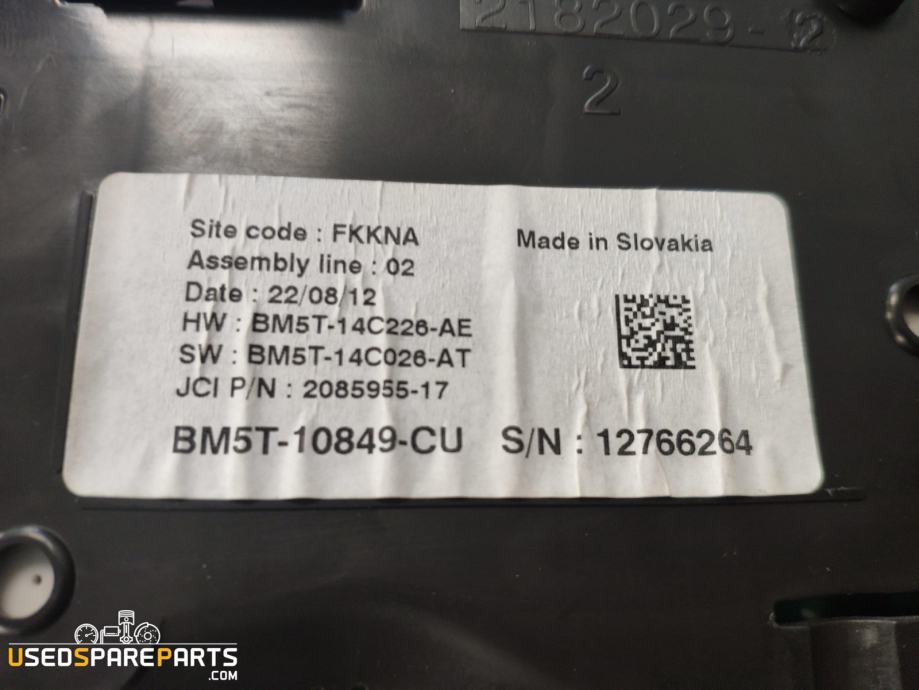 2182029-
2
Site code : FKKNA
Made in Slovakia
Assembly line : 02
Date : 22/08/12
HW : BM5T-14C226-AE
SW : BM5T-14C026-AT
JCI P/N : 2085955-17
BM5T-10849-CU S/N : 12766264
USEDSPAREPARTS
.COM